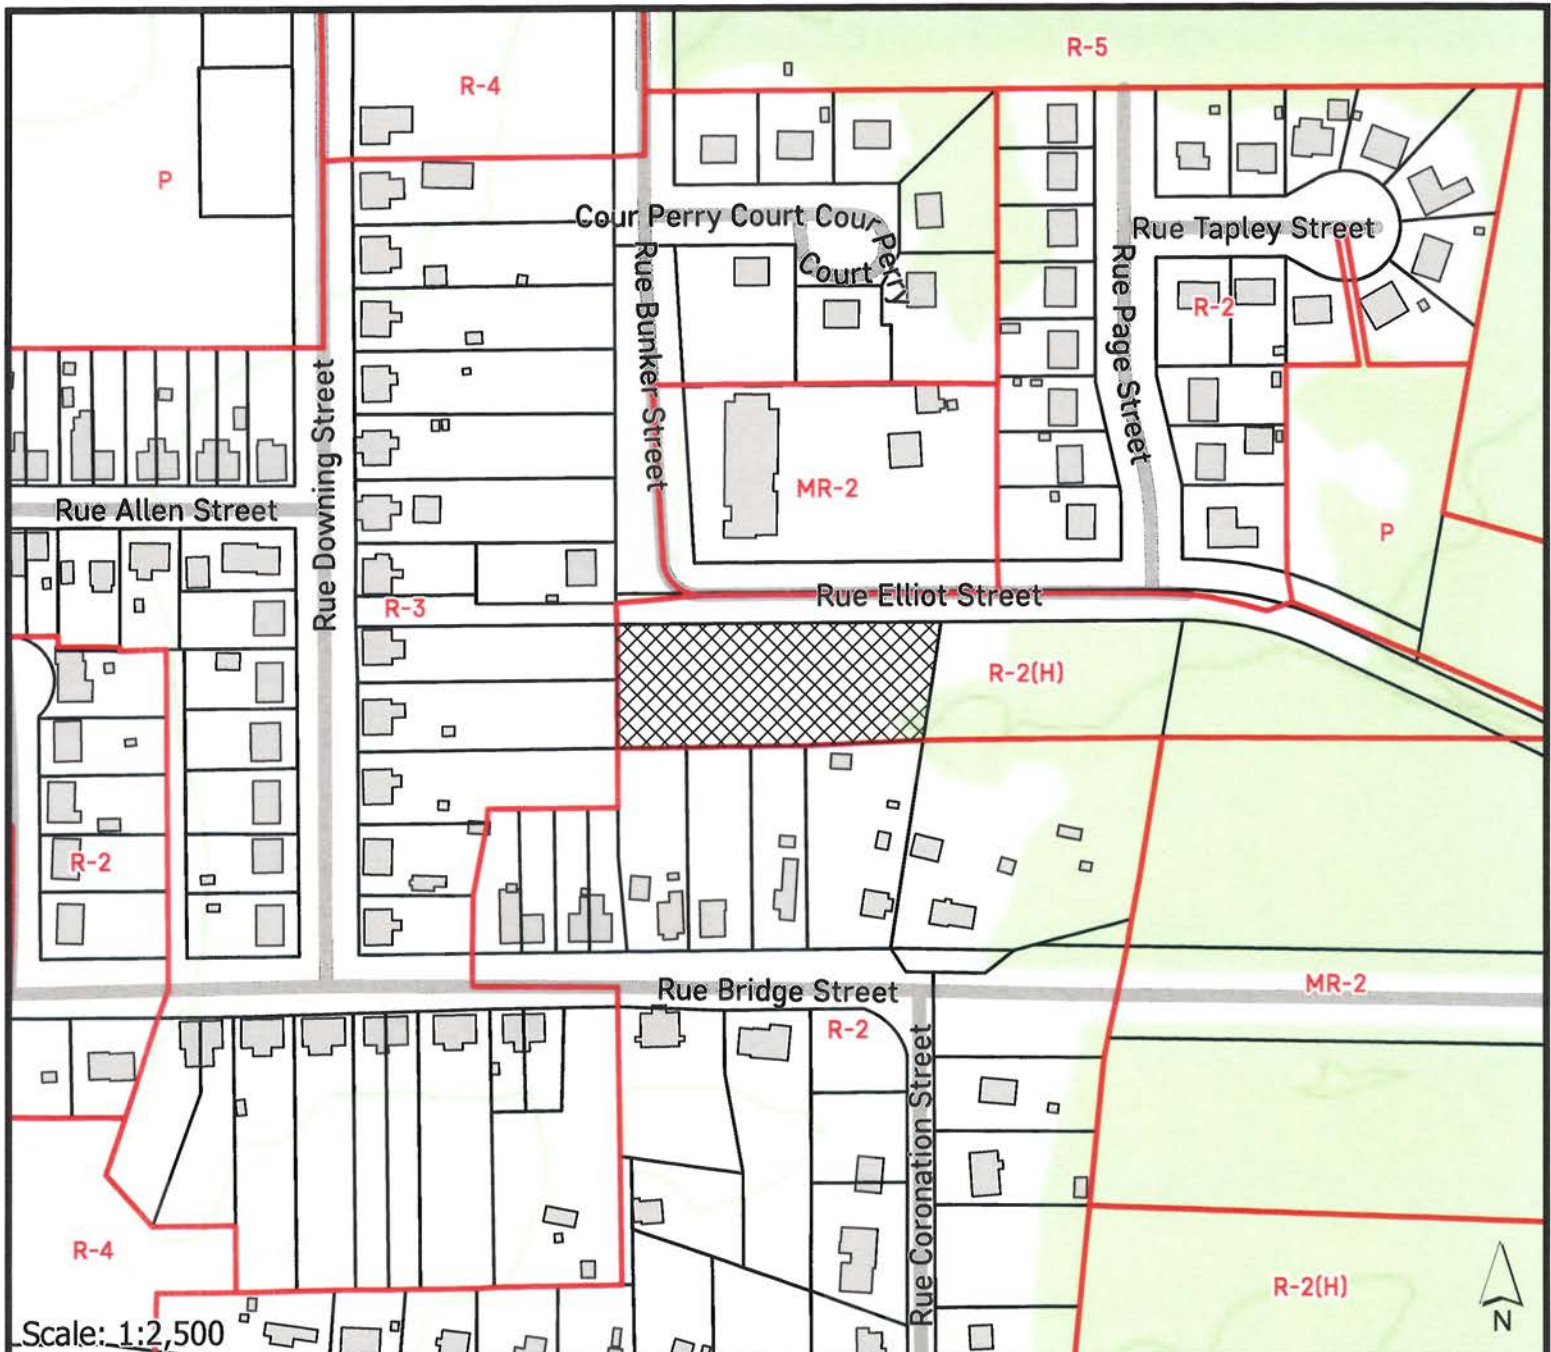 R-5
R-4
P
Cour Perry Court Cour Perry
Court
Rue Tapley Street
Rue Bunker Street
Rue Page Street
R-2
Rue Downing Street
MR-2
Rue Allen Street
P
Rue Elliot Street
R-3
R-2(H)
R-2
Rue Bridge Street
MR-2
R-2
Rue Coronation Street
R-4
R-2(H)
Scale: 1:2,500
N